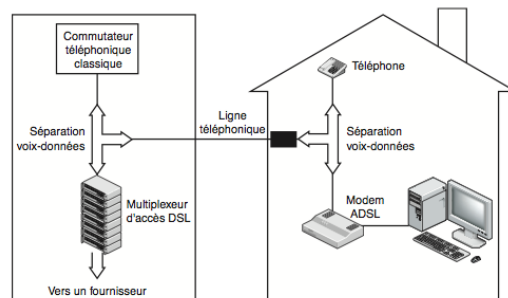 Commutateur
téléphonique
classique
Séparation
voix-données
Multiplexeur
d'accès DSL
Vers un fournisseur
Ligne
téléphonique
Téléphone
Séparation
voix-données
Modem
ADSL